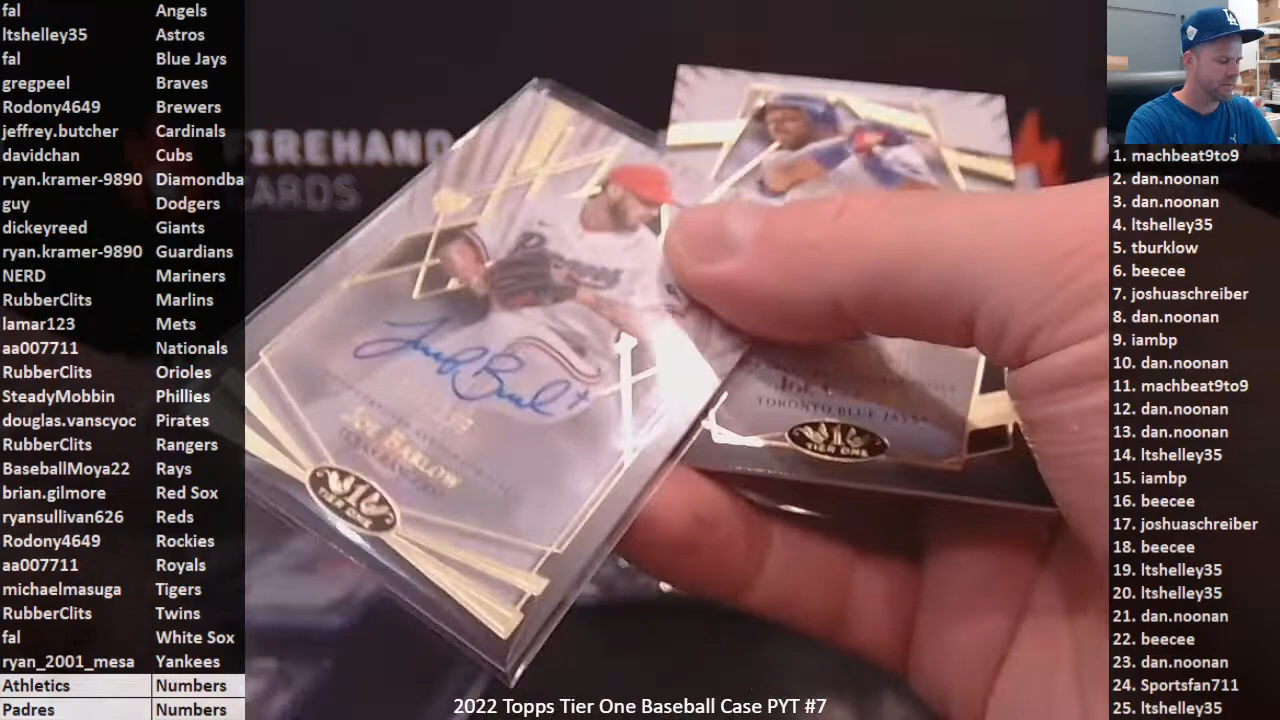 fal Angels
ltshelley35 Astros
fal Blue Jays
gregpeel Braves
Rodony4649 Brewers
jeffrey.butcher Cardinals
davidchan Cubs
ryan.kramer-9890 Diamondba
guy Dodgers
dickeyreed Giants
ryan.kramer-9890 Guardians
NERD Mariners
RubberClits Marlins
lamar123 Mets
aa007711 Nationals
RubberClits Orioles
SteadyMobbin Phillies
douglas.vanscyoc Pirates
RubberClits Rangers
BaseballMoya22 Rays
brian.gilmore Red Sox
ryansullivan626 Reds
Rodony4649 Rockies
aa007711 Royals
michaelmasuga Tigers
RubberClits Twins
fal White Sox
ryan_2001_mesa Yankees
Athletics Numbers
Padres Numbers
FIREHAND
CARDS
BARLOW
TIER ONE
TORONTO BLUE JAYS
TIER ONE
LA
1. machbeat9to9
2. dan.noonan
3. dan.noonan
4. ltshelley35
5. tburklow
6. beecee
7. joshuaschreiber
8. dan.noonan
9. iambp
10. dan.noonan
11. machbeat9to9
12. dan.noonan
13. dan.noonan
14. ltshelley35
15. iambp
16. beecee
17. joshuaschreiber
18. beecee
19. ltshelley35
20. ltshelley35
21. dan.noonan
22. beecee
23. dan.noonan
24. Sportsfan711
25. ltshelley35
2022 Topps Tier One Baseball Case PYT #7